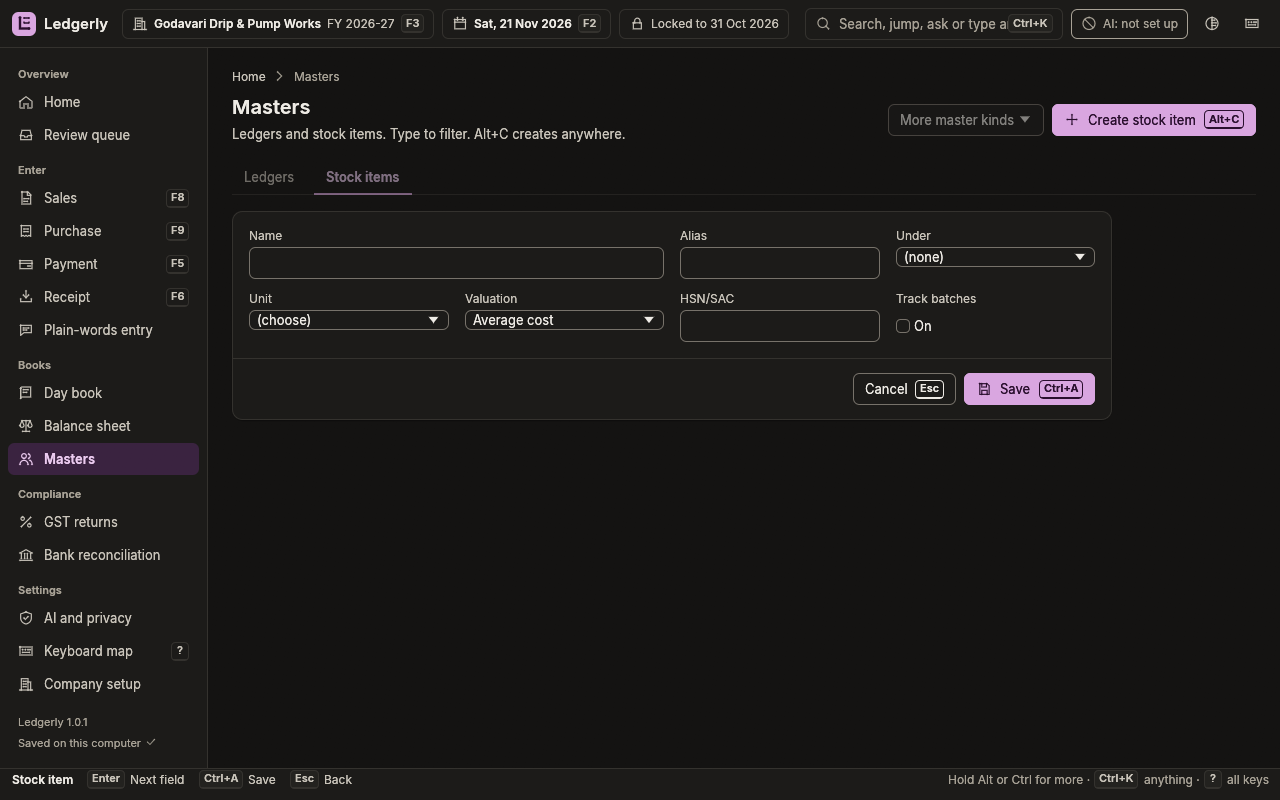 Ledgerly
Godavari Drip & Pump Works FY 2026-27 F3
Sat, 21 Nov 2026 F2
Locked to 31 Oct 2026
Search, jump, ask or type a Ctrl+K
AI: not set up
Overview
Home
Review queue
Enter
Sales F8
Purchase F9
Payment F5
Receipt F6
Plain-words entry
Books
Day book
Balance sheet
Masters
Compliance
GST returns
Bank reconciliation
Settings
AI and privacy
Keyboard map ?
Company setup
Ledgerly 1.0.1
Saved on this computer
Home Masters
Masters
Ledgers and stock items. Type to filter. Alt+C creates anywhere.
More master kinds
Create stock item Alt+C
Ledgers Stock items
Name Alias Under
(none)
Unit Valuation HSN/SAC Track batches
(choose) Average cost On
Cancel Esc Save Ctrl+A
Stock item Enter Next field Ctrl+A Save Esc Back
Hold Alt or Ctrl for more · Ctrl+K anything · ? all keys